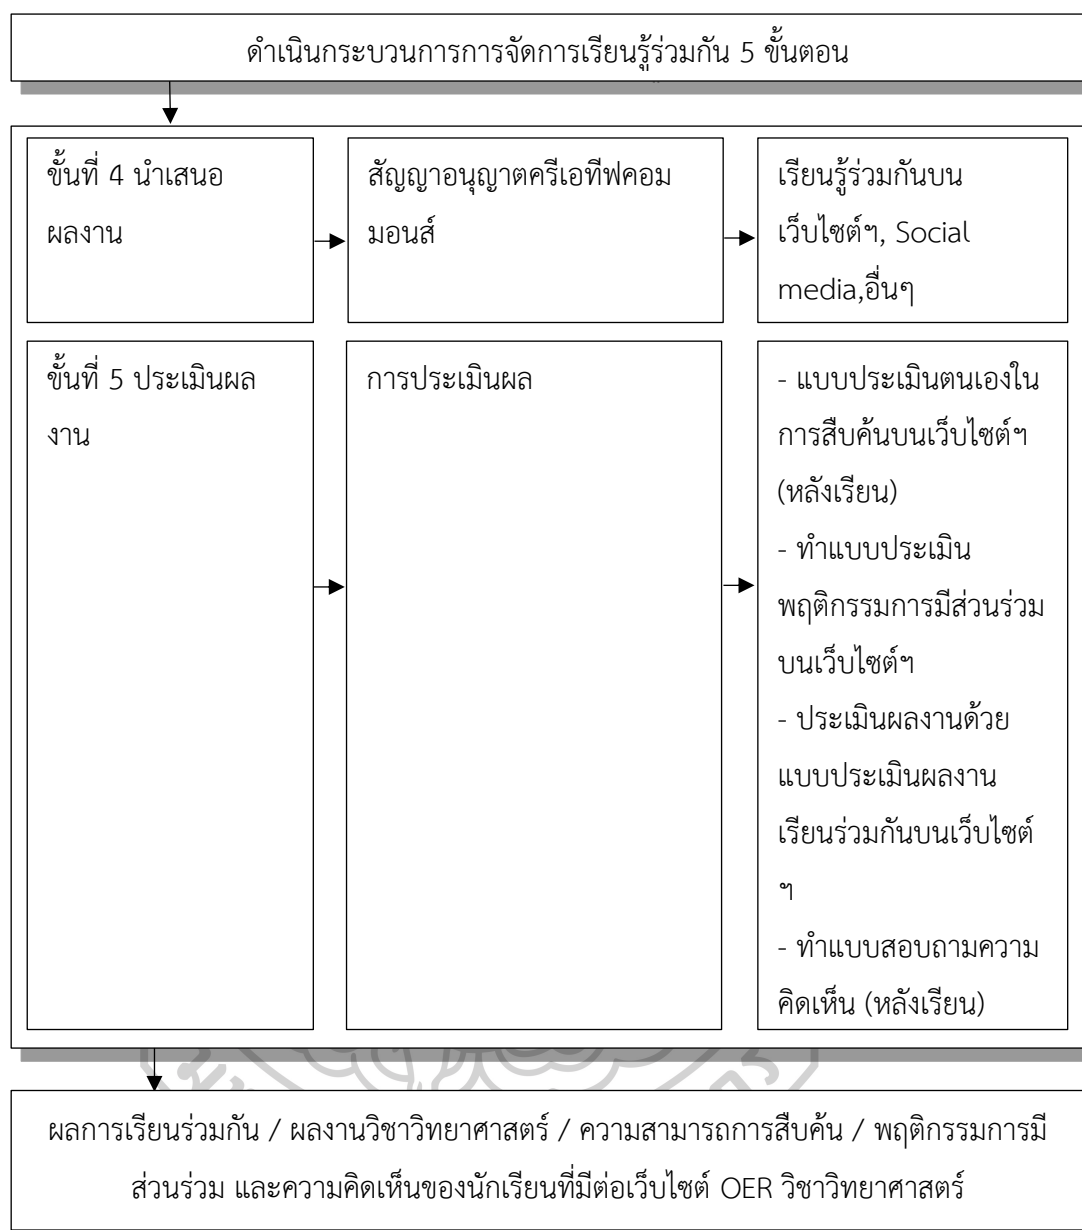 ดำเนินกระบวนการการจัดการเรียนรู้ร่วมกัน 5 ขั้นตอน
ขั้นที่ 4 นำเสนอ
ผลงาน
สัญญาอนุญาตครีเอทีฟคอม
มอนส์
เรียนรู้ร่วมกันบน
เว็บไซต์ฯ, Social
media,อื่นๆ
ขั้นที่ 5 ประเมินผล
งาน
การประเมินผล
- แบบประเมินตนเองใน
การสืบค้นบนเว็บไซต์ฯ
(หลังเรียน)
- ทำแบบประเมิน
พฤติกรรมการมีส่วนร่วม
บนเว็บไซต์ฯ
- ประเมินผลงานด้วย
แบบประเมินผลงาน
เรียนร่วมกันบนเว็บไซต์
ฯ
- ทำแบบสอบถามความ
คิดเห็น (หลังเรียน)
ผลการเรียนร่วมกัน / ผลงานวิชาวิทยาศาสตร์ / ความสามารถการสืบค้น / พฤติกรรมการมี
ส่วนร่วม และความคิดเห็นของนักเรียนที่มีต่อเว็บไซต์ OER วิชาวิทยาศาสตร์